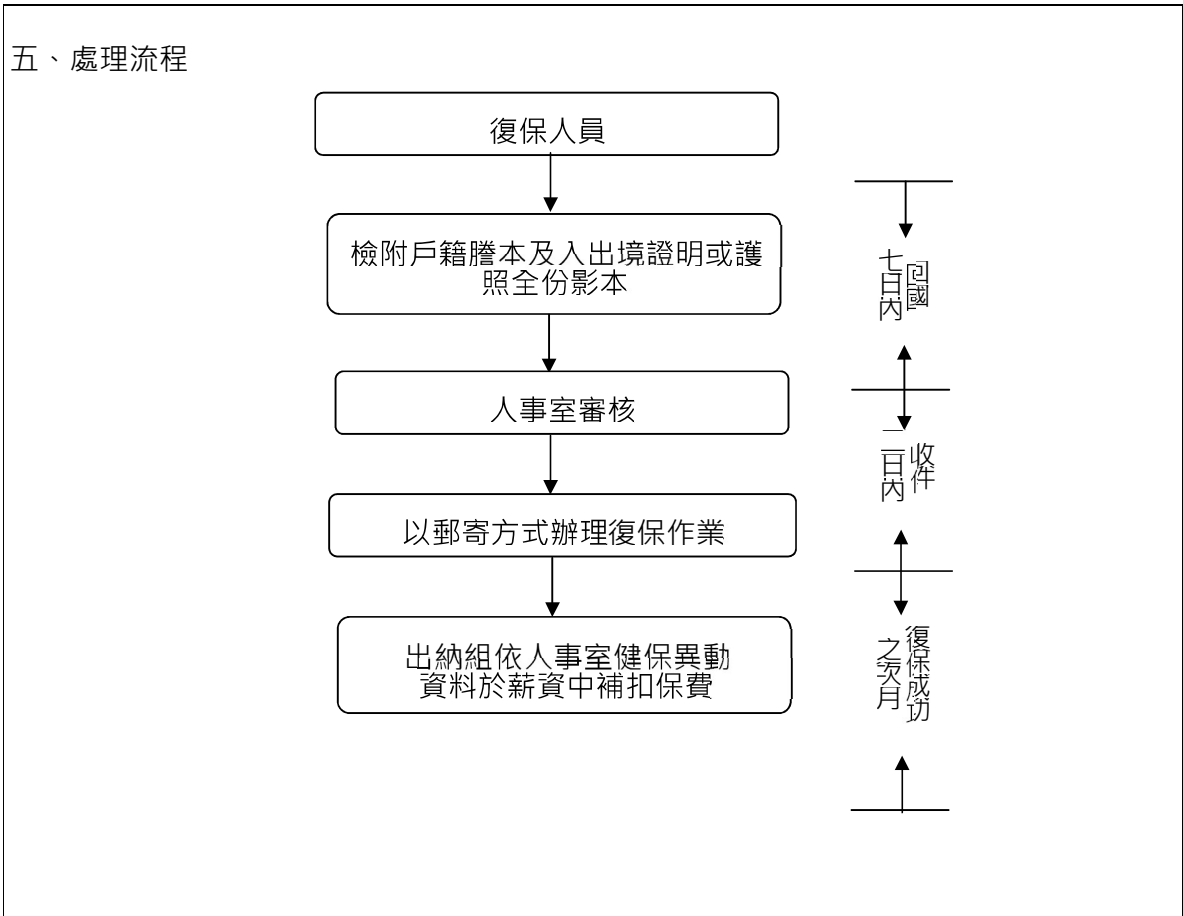 五、處理流程
復保人員
檢附戶籍謄本及入出境證明或護
照全份影本
回國
七日內
人事室審核
收件
二日內
以郵寄方式辦理復保作業
出納組依人事室健保異動
資料於薪資中補扣保費
復保成功
之次月